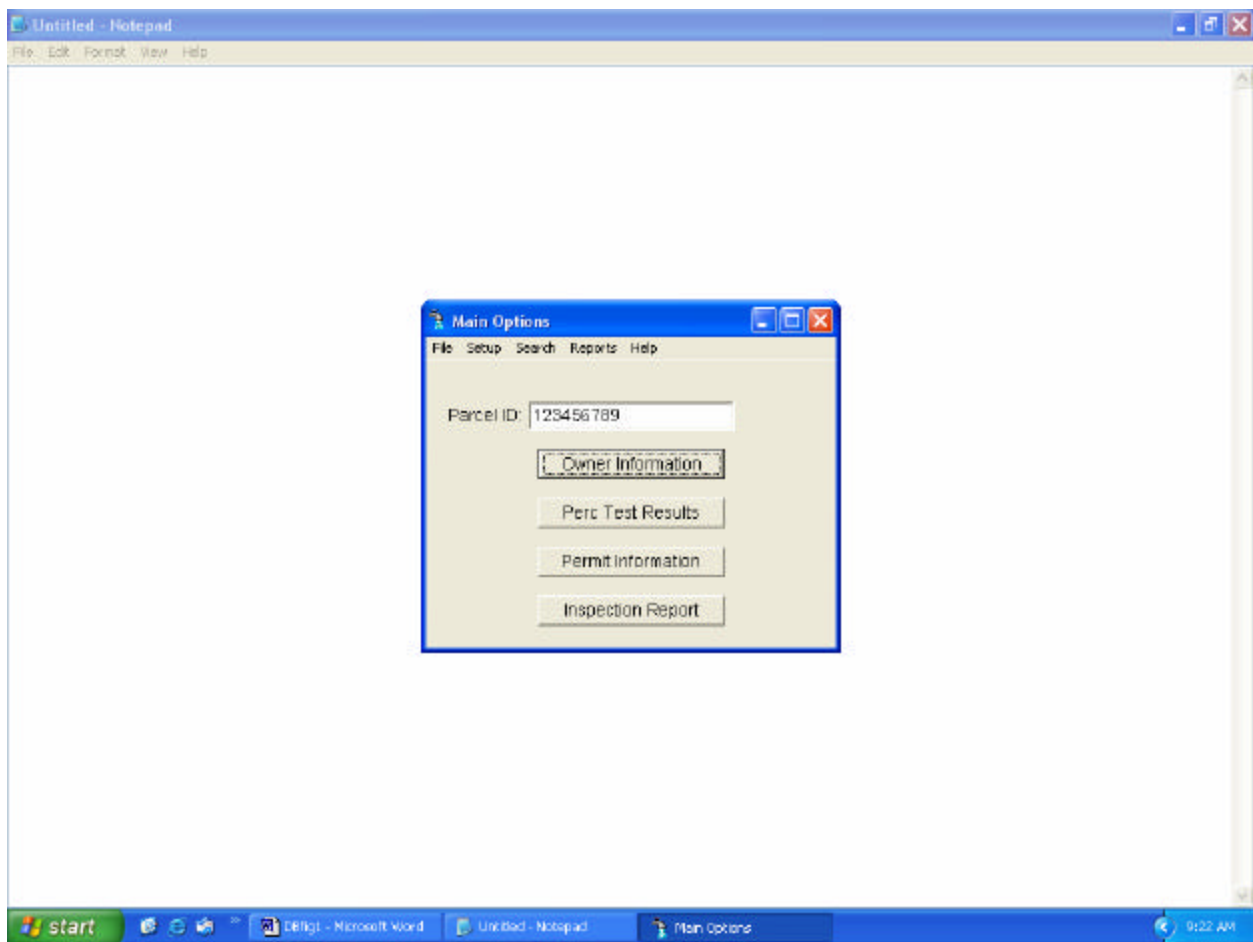 Untitled - Notepad
File Edit Format View Help
Main Options
File Setup Search Reports Help
Parcel ID: 123456789
Owner Information
Perc Test Results
Permit Information
Inspection Report
start » DBfig1 - Microsoft Word Untitled - Notepad Main Options 9:22 AM